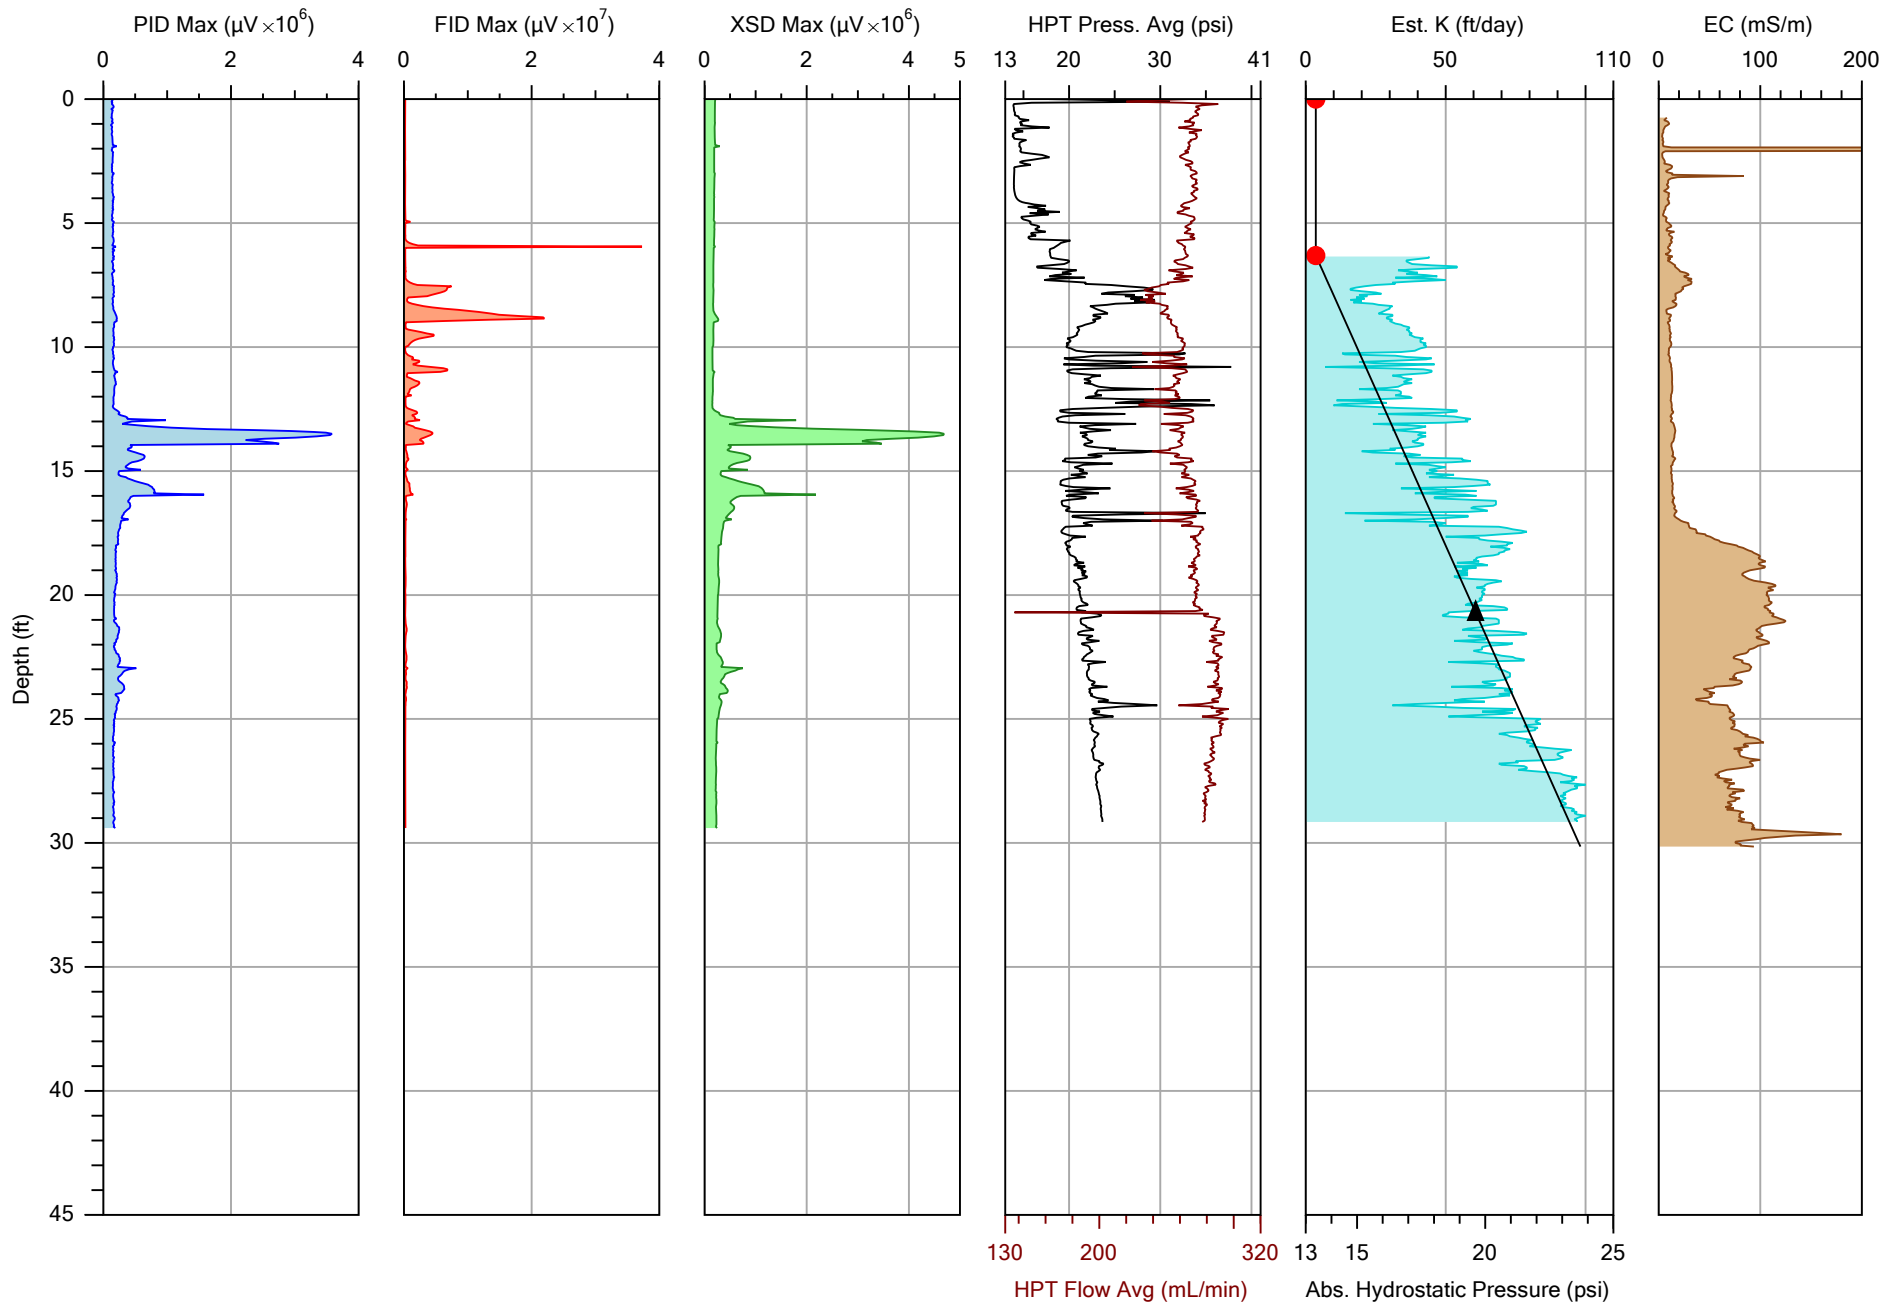 PID Max (µV ×10⁶) FID Max (µV ×10⁷) XSD Max (µV ×10⁶) HPT Press. Avg (psi) Est. K (ft/day) EC (mS/m)
0 2 4 0 2 4 0 2 4 5 13 20 30 41 0 50 110 0 100 200
0
5
10
15
20
25
30
35
40
45
Depth (ft)
130 200 320 13 15 20 25
HPT Flow Avg (mL/min) Abs. Hydrostatic Pressure (psi)